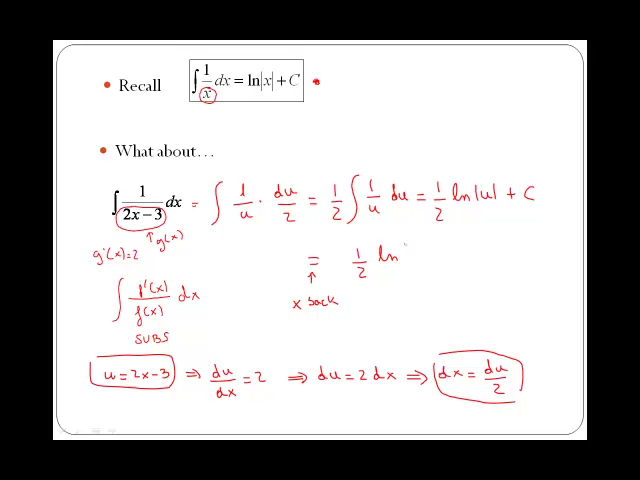 • Recall ∫ 1/x dx = ln|x| + C
• What about…
∫ 1/(2x − 3) dx = ∫ 1/u · du/2 = 1/2 ∫ 1/u du = 1/2 ln|u| + C
g'(x)=2 ↑g(x)
= 1/2 ln
↑
x back
∫ f'(x)/f(x) dx
SUBS
u = 2x-3 ⇒ du/dx = 2 ⇒ du = 2 dx ⇒ dx = du/2